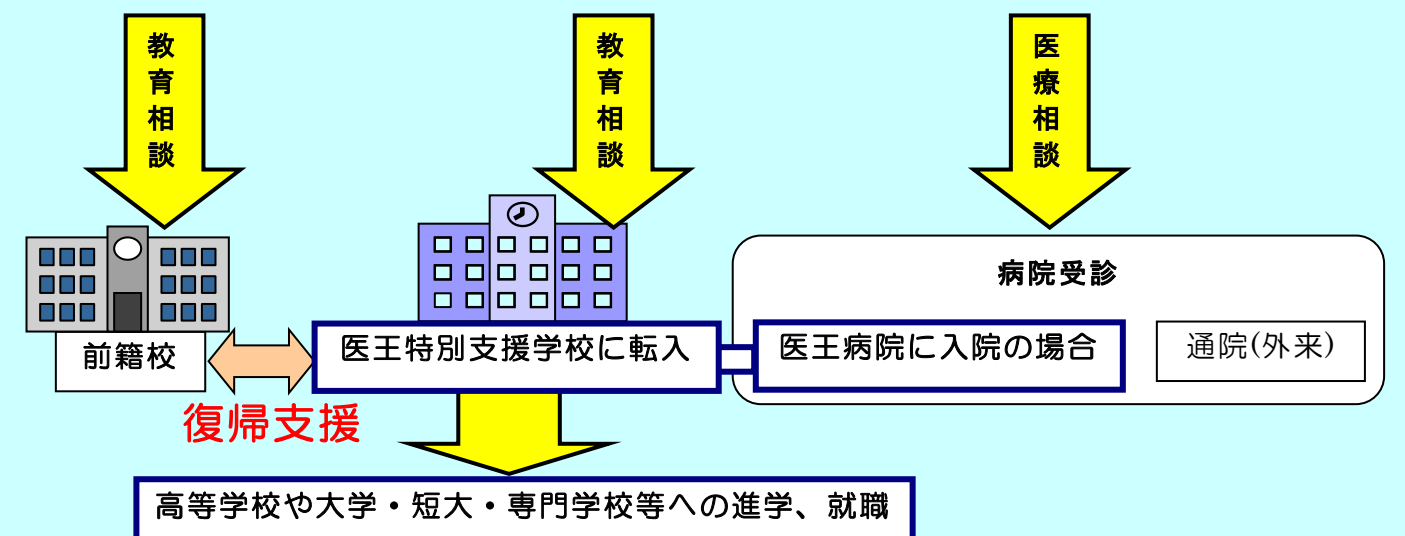 教育相談
教育相談
医療相談
病院受診
前籍校
医王特別支援学校に転入
医王病院に入院の場合
通院(外来)
復帰支援
高等学校や大学・短大・専門学校等への進学、就職